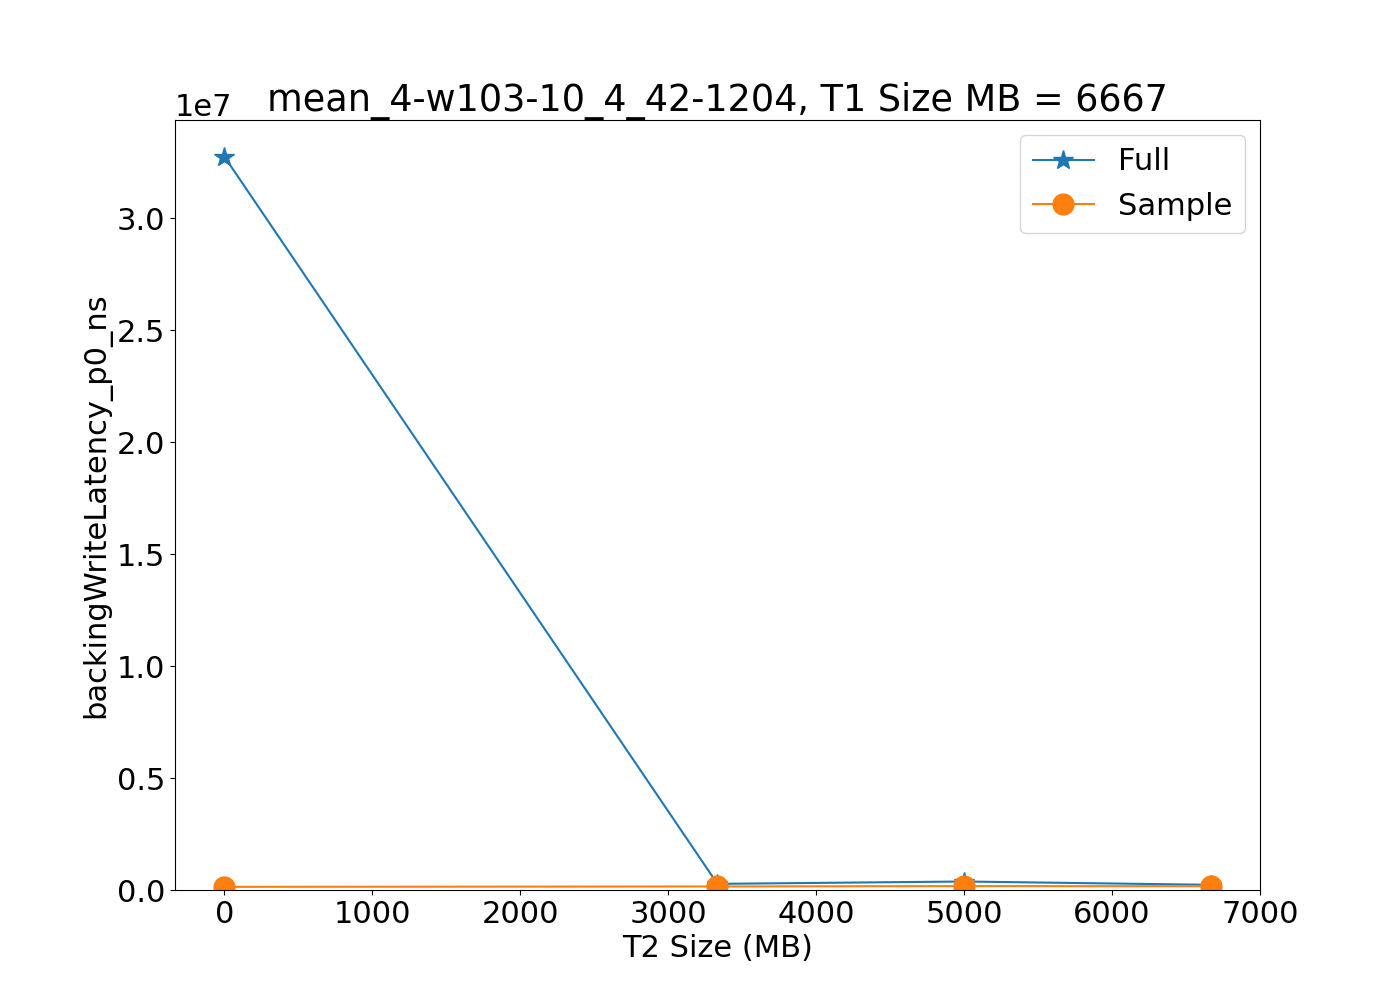 mean_4-w103-10_4_42-1204, T1 Size MB = 6667
1e7
Full
Sample
3.0
2.5
2.0
1.5
1.0
0.5
0.0
backingWriteLatency_p0_ns
0 1000 2000 3000 4000 5000 6000 7000
T2 Size (MB)